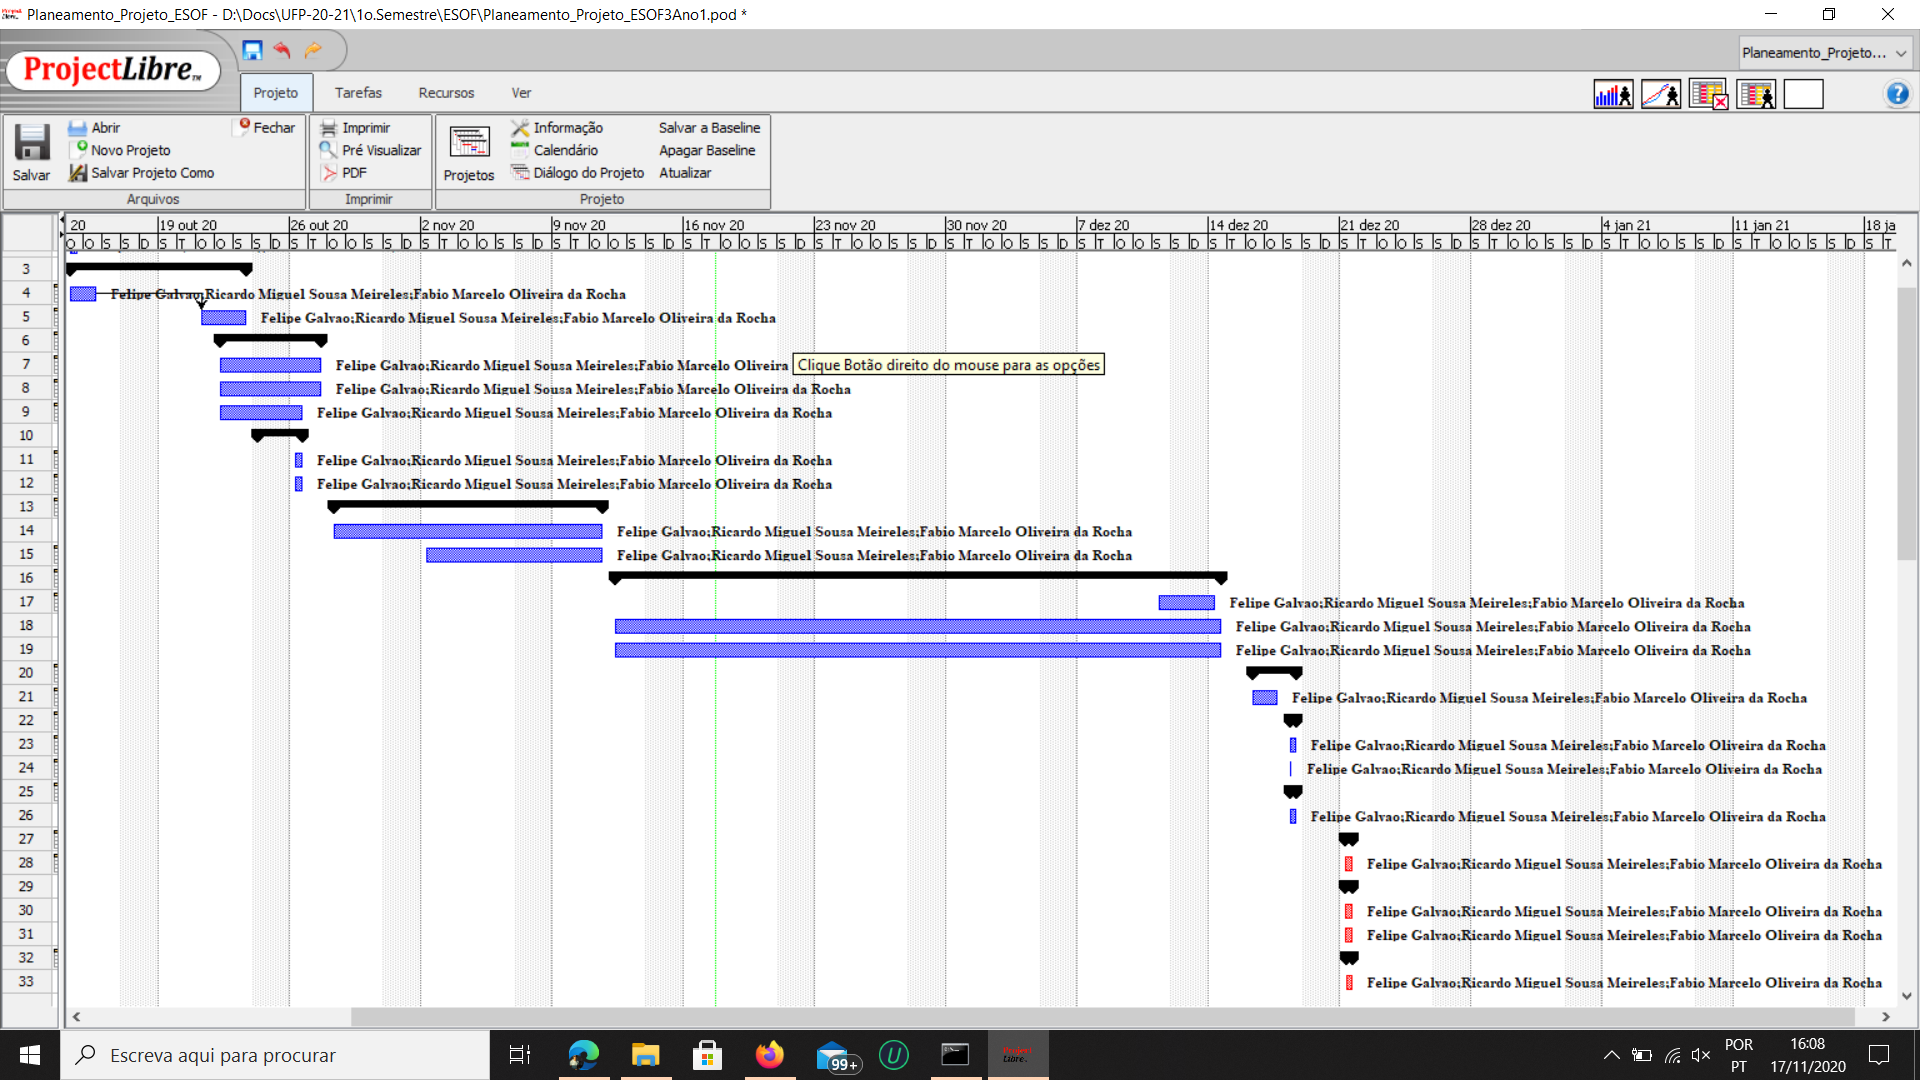 Planeamento_Projeto_ESOF - D:\Docs\UFP-20-21\1o.Semestre\ESOF\Planeamento_Projeto_ESOF3Ano1.pod *
ProjectLibre
Planeamento_Projeto...
Projeto Tarefas Recursos Ver
Salvar
Abrir
Novo Projeto
Salvar Projeto Como
Fechar
Arquivos
Imprimir
Pré Visualizar
PDF
Imprimir
Projetos
Informação
Calendário
Diálogo do Projeto
Salvar a Baseline
Apagar Baseline
Atualizar
Projeto
20 19 out 20 26 out 20 2 nov 20 9 nov 20 16 nov 20 23 nov 20 30 nov 20 7 dez 20 14 dez 20 21 dez 20 28 dez 20 4 jan 21 11 jan 21 18 ja
Q Q S S D S T Q Q S S D S T Q Q S S D S T Q Q S S D S T Q Q S S D S T Q Q S S D S T Q Q S S D S T Q Q S S D S T Q Q S S D S T Q Q S S D S T Q Q S S D S T Q Q S S D S T Q Q S S D S T Q Q S S D S T
3
4 Felipe Galvao;Ricardo Miguel Sousa Meireles;Fabio Marcelo Oliveira da Rocha
5 Felipe Galvao;Ricardo Miguel Sousa Meireles;Fabio Marcelo Oliveira da Rocha
6
7 Felipe Galvao;Ricardo Miguel Sousa Meireles;Fabio Marcelo Oliveira Clique Botão direito do mouse para as opções
8 Felipe Galvao;Ricardo Miguel Sousa Meireles;Fabio Marcelo Oliveira da Rocha
9 Felipe Galvao;Ricardo Miguel Sousa Meireles;Fabio Marcelo Oliveira da Rocha
10
11 Felipe Galvao;Ricardo Miguel Sousa Meireles;Fabio Marcelo Oliveira da Rocha
12 Felipe Galvao;Ricardo Miguel Sousa Meireles;Fabio Marcelo Oliveira da Rocha
13
14 Felipe Galvao;Ricardo Miguel Sousa Meireles;Fabio Marcelo Oliveira da Rocha
15 Felipe Galvao;Ricardo Miguel Sousa Meireles;Fabio Marcelo Oliveira da Rocha
16
17 Felipe Galvao;Ricardo Miguel Sousa Meireles;Fabio Marcelo Oliveira da Rocha
18 Felipe Galvao;Ricardo Miguel Sousa Meireles;Fabio Marcelo Oliveira da Rocha
19 Felipe Galvao;Ricardo Miguel Sousa Meireles;Fabio Marcelo Oliveira da Rocha
20
21 Felipe Galvao;Ricardo Miguel Sousa Meireles;Fabio Marcelo Oliveira da Rocha
22
23 Felipe Galvao;Ricardo Miguel Sousa Meireles;Fabio Marcelo Oliveira da Rocha
24 Felipe Galvao;Ricardo Miguel Sousa Meireles;Fabio Marcelo Oliveira da Rocha
25
26 Felipe Galvao;Ricardo Miguel Sousa Meireles;Fabio Marcelo Oliveira da Rocha
27
28 Felipe Galvao;Ricardo Miguel Sousa Meireles;Fabio Marcelo Oliveira da Rocha
29
30 Felipe Galvao;Ricardo Miguel Sousa Meireles;Fabio Marcelo Oliveira da Rocha
31 Felipe Galvao;Ricardo Miguel Sousa Meireles;Fabio Marcelo Oliveira da Rocha
32
33 Felipe Galvao;Ricardo Miguel Sousa Meireles;Fabio Marcelo Oliveira da Rocha
Escreva aqui para procurar
99+
POR
PT
16:08
17/11/2020